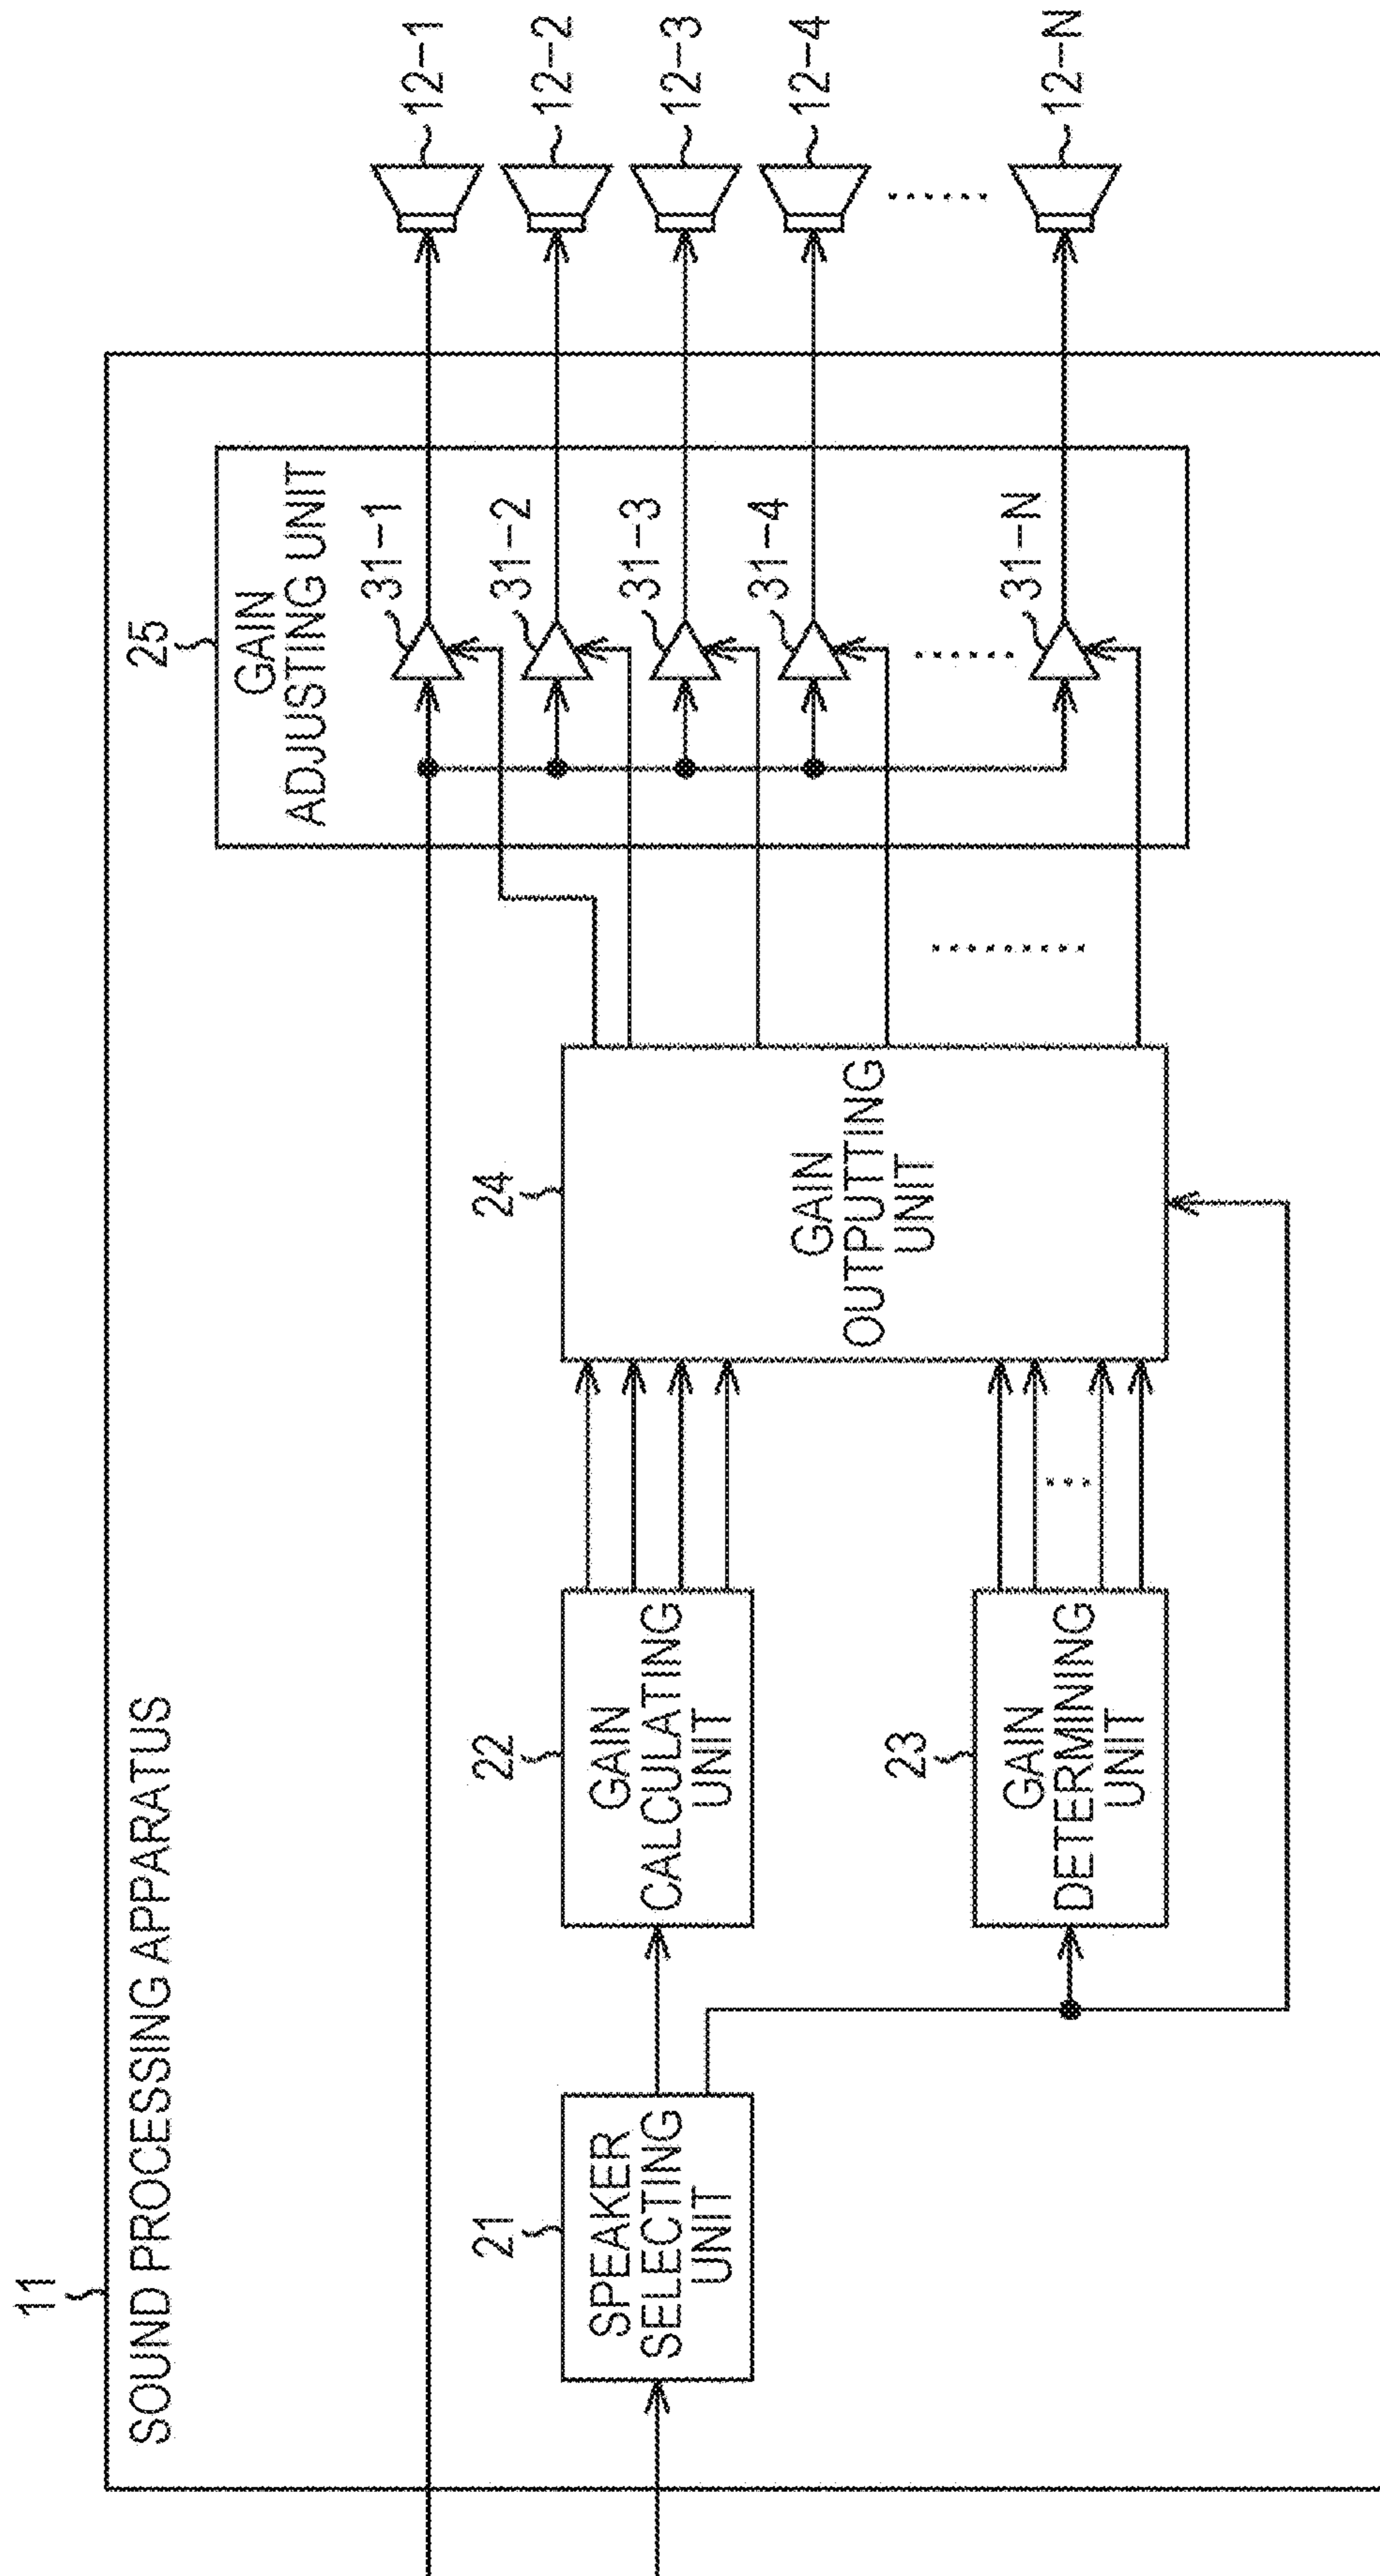 11
SOUND PROCESSING APPARATUS
21
SPEAKER
SELECTING
UNIT
22
GAIN
CALCULATING
UNIT
23
GAIN
DETERMINING
UNIT
24
GAIN
OUTPUTTING
UNIT
25
GAIN
ADJUSTING UNIT
31-1
31-2
31-3
31-4
31-N
12-1
12-2
12-3
12-4
12-N